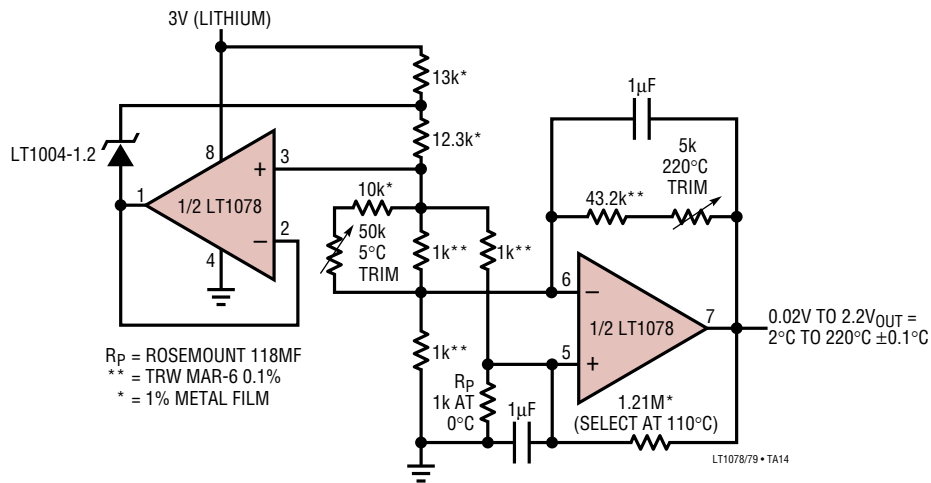 3V (LITHIUM)
13k*
LT1004-1.2
12.3k*
1µF
8
3
+
5k
220°C
TRIM
1
1/2 LT1078
10k*
43.2k**
2
–
50k
5°C
TRIM
1k**
1k**
4
6
–
7
1/2 LT1078
0.02V TO 2.2VOUT =
2°C TO 220°C ±0.1°C
RP = ROSEMOUNT 118MF
** = TRW MAR-6 0.1%
* = 1% METAL FILM
1k**
5
+
RP
1k AT
0°C
1µF
1.21M*
(SELECT AT 110°C)
LT1078/79 • TA14